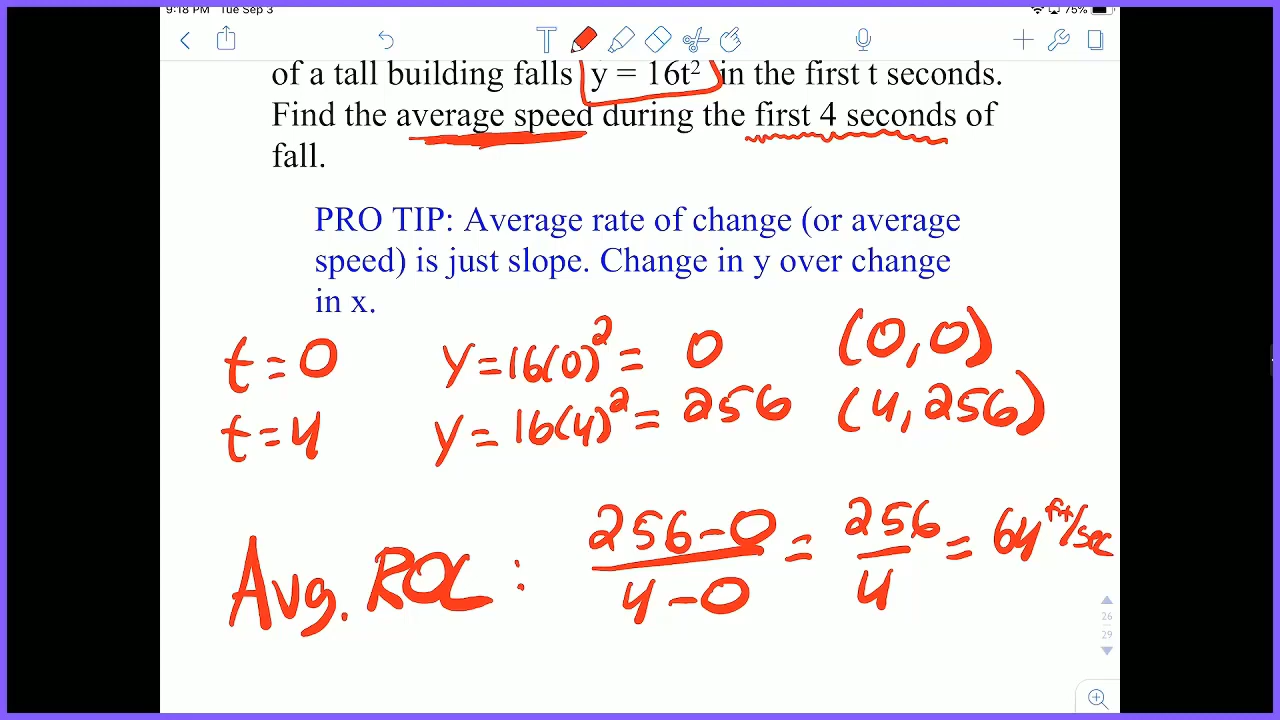 9:18 PM Tue Sep 3
75%
T
of a tall building falls y = 16t² in the first t seconds.
Find the average speed during the first 4 seconds of
fall.
PRO TIP: Average rate of change (or average
speed) is just slope. Change in y over change
in x.
t = 0 y = 16(0)² = 0 (0,0)
t = 4 y = 16(4)² = 256 (4,256)
Avg. ROC : 256-0 / 4-0 = 256 / 4 = 64 ft/sec
26
29